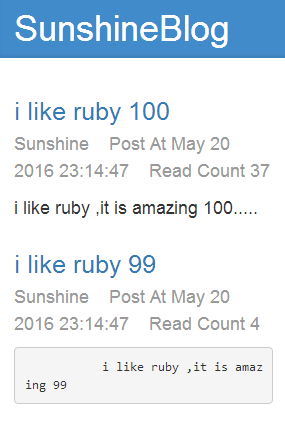 SunshineBlog
i like ruby 100
Sunshine Post At May 20
2016 23:14:47 Read Count 37
i like ruby ,it is amazing 100.....
i like ruby 99
Sunshine Post At May 20
2016 23:14:47 Read Count 4
i like ruby ,it is amaz
ing 99